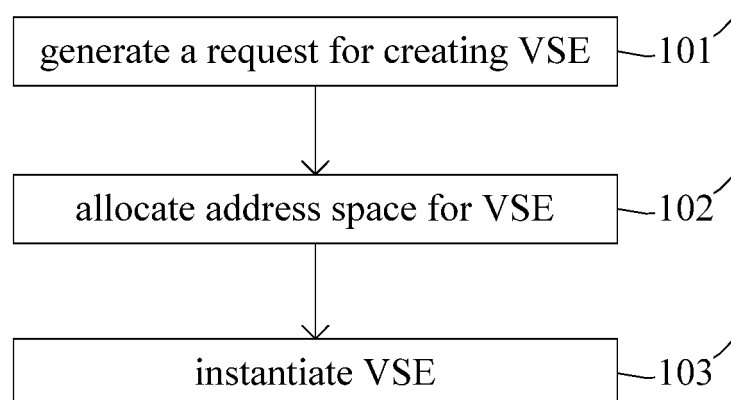 generate a request for creating VSE 101
allocate address space for VSE 102
instantiate VSE 103